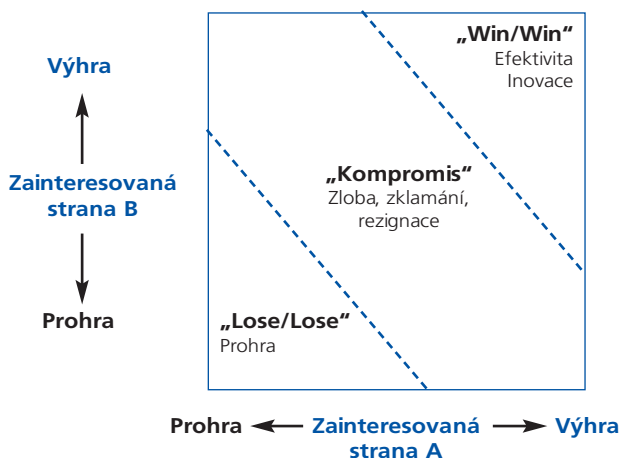 „Win/Win“
Efektivita
Inovace
Výhra
„Kompromis“
Zloba, zklamání,
rezignace
Zainteresovaná
strana B
Prohra
„Lose/Lose“
Prohra
Prohra
Zainteresovaná
strana A
Výhra